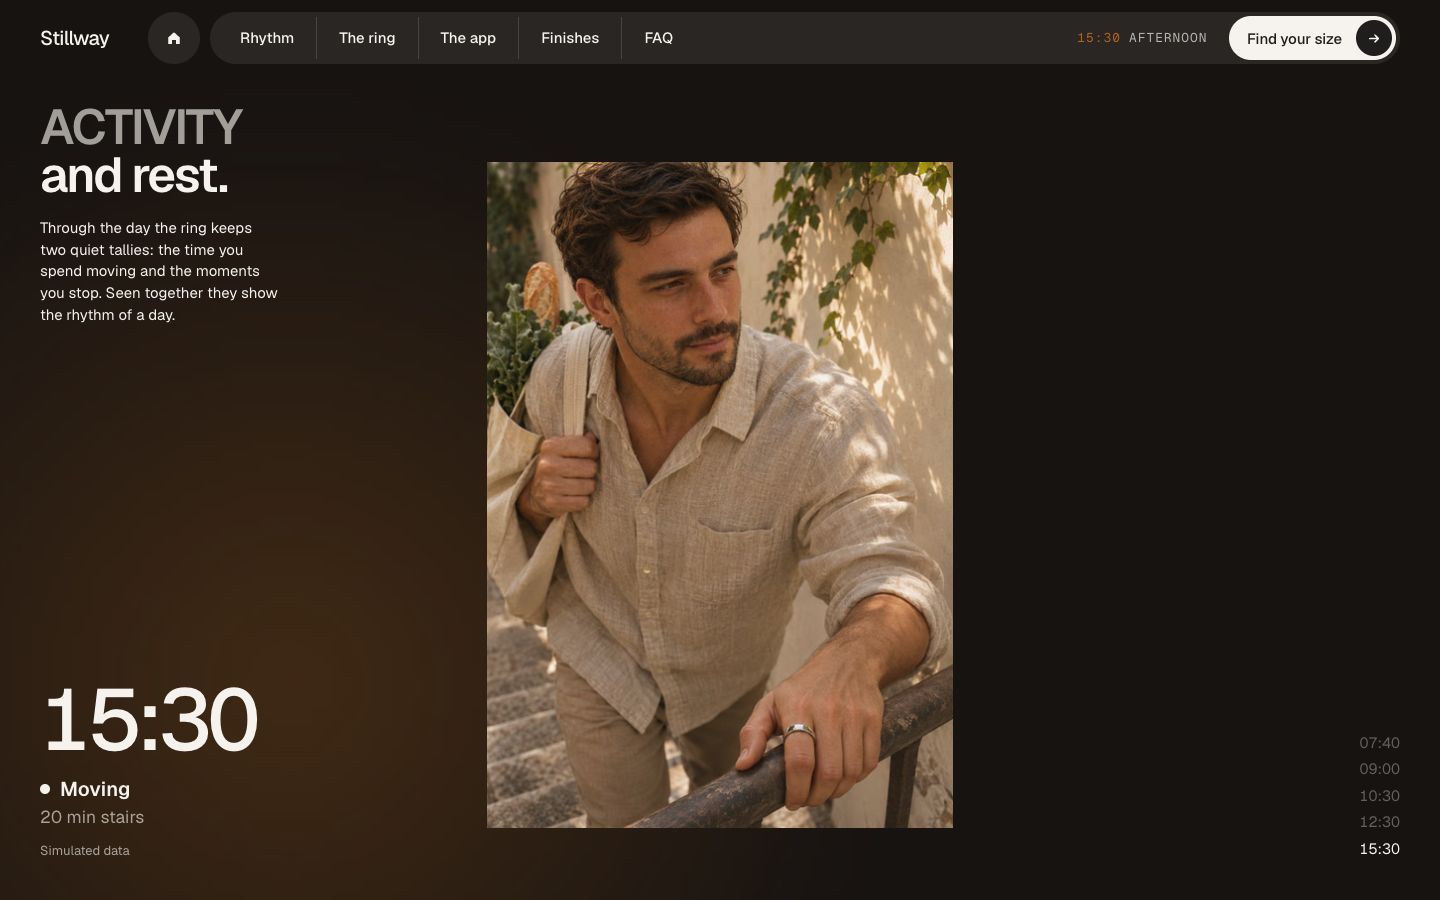 Stillway
Rhythm
The ring
The app
Finishes
FAQ
15:30 AFTERNOON
Find your size
ACTIVITY
and rest.
Through the day the ring keeps
two quiet tallies: the time you
spend moving and the moments
you stop. Seen together they show
the rhythm of a day.
15:30
Moving
20 min stairs
Simulated data
07:40
09:00
10:30
12:30
15:30